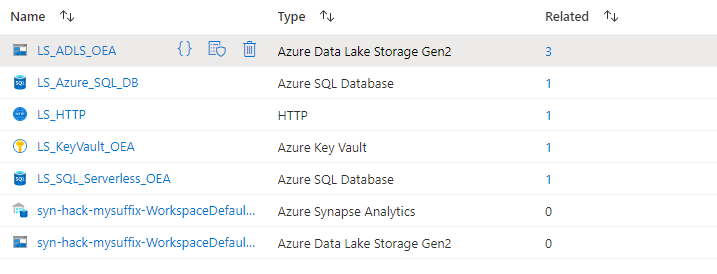 Name Type Related
LS_ADLS_OEA {} Azure Data Lake Storage Gen2 3
LS_Azure_SQL_DB Azure SQL Database 1
LS_HTTP HTTP 1
LS_KeyVault_OEA Azure Key Vault 1
LS_SQL_Serverless_OEA Azure SQL Database 1
syn-hack-mysuffix-WorkspaceDefaul... Azure Synapse Analytics 0
syn-hack-mysuffix-WorkspaceDefaul... Azure Data Lake Storage Gen2 0